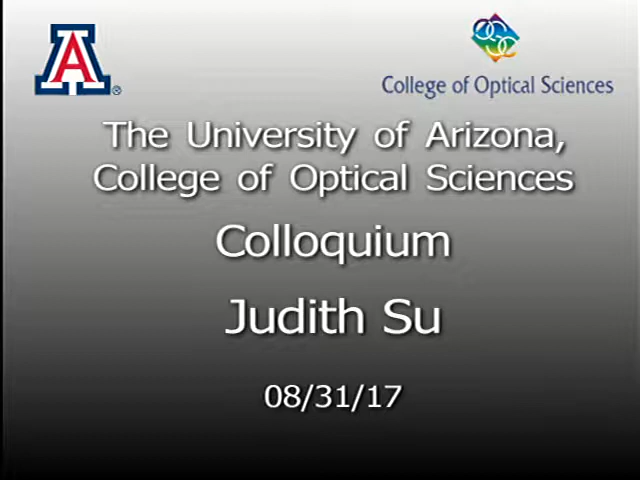 A ®
College of Optical Sciences
The University of Arizona,
College of Optical Sciences
Colloquium
Judith Su
08/31/17